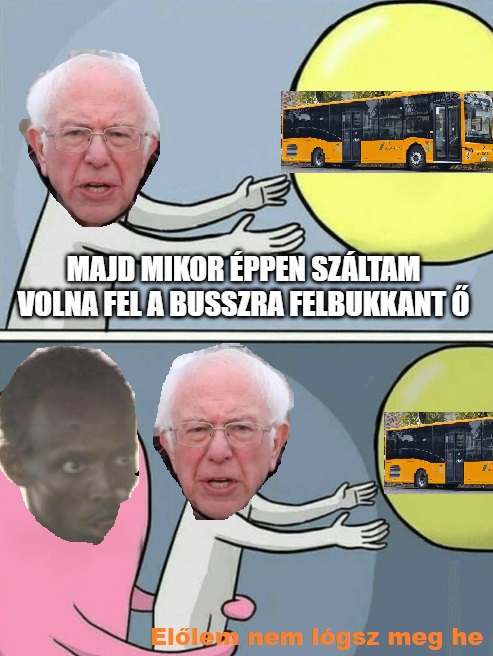 MAJD MIKOR ÉPPEN SZÁLTAM
VOLNA FEL A BUSSZRA FELBUKKANT Ő
Előlem nem lógsz meg he